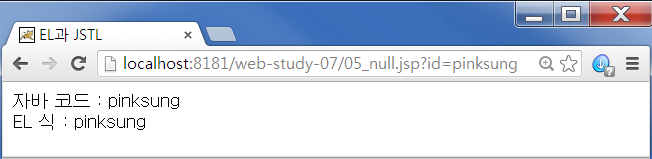 EL과 JSTL
localhost:8181/web-study-07/05_null.jsp?id=pinksung
자바 코드 : pinksung
EL 식 : pinksung